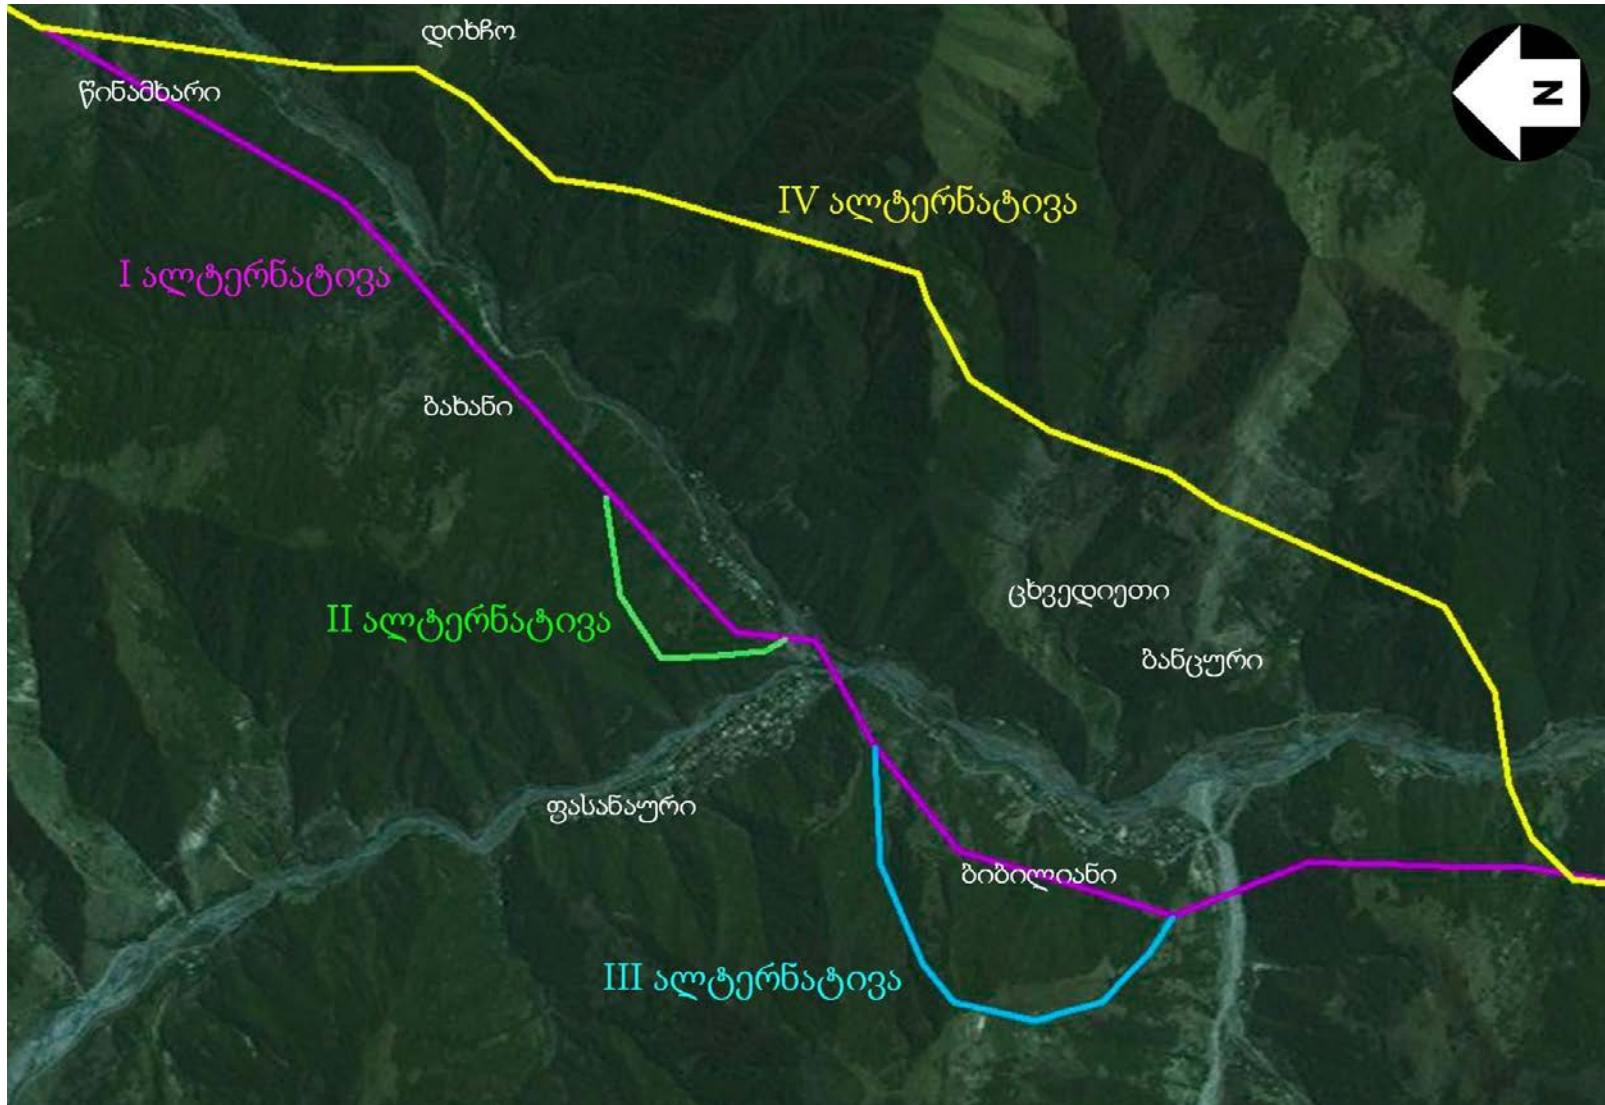 დიხჩო
წინამხარი
N
IV ალტერნატივა
I ალტერნატივა
ბახანი
ცხვედიეთი
II ალტერნატივა
ბანცური
ფასანაური
ბიბილიანი
III ალტერნატივა